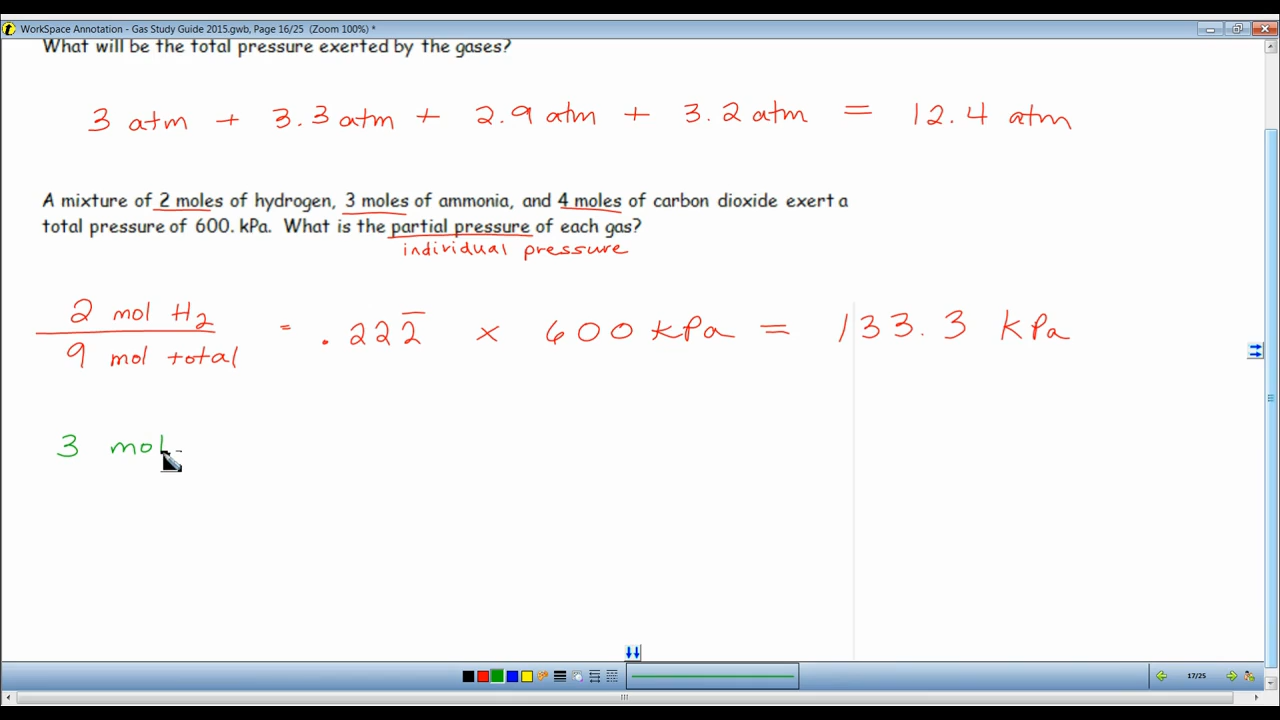 WorkSpace Annotation - Gas Study Guide 2015.gwb, Page 16/25 (Zoom 100%) *
What will be the total pressure exerted by the gases?
3 atm + 3.3 atm + 2.9 atm + 3.2 atm = 12.4 atm
A mixture of 2 moles of hydrogen, 3 moles of ammonia, and 4 moles of carbon dioxide exert a
total pressure of 600. kPa. What is the partial pressure of each gas?
individual pressure
2 mol H₂
9 mol total
= .222̅ x 600 kPa = 133.3 kPa
3 mol
17/25